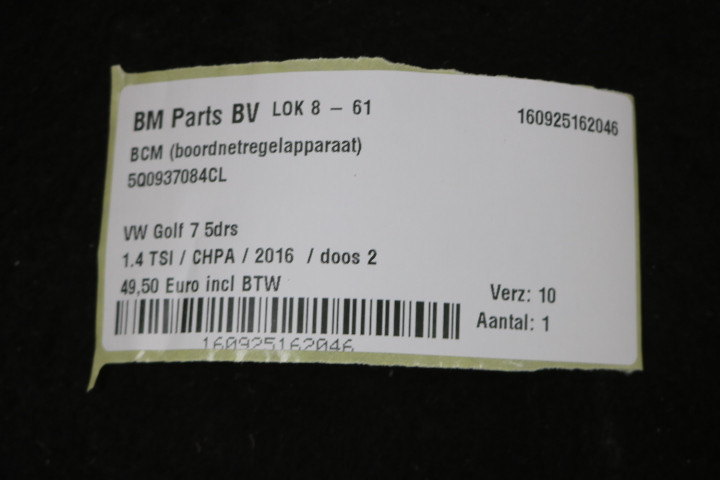 BM Parts BV LOK 8 – 61 160925162046
BCM (boordnetregelapparaat)
5Q0937084CL
VW Golf 7 5drs
1.4 TSI / CHPA / 2016 / doos 2
49,50 Euro incl BTW
Verz: 10
Aantal: 1
160925162046